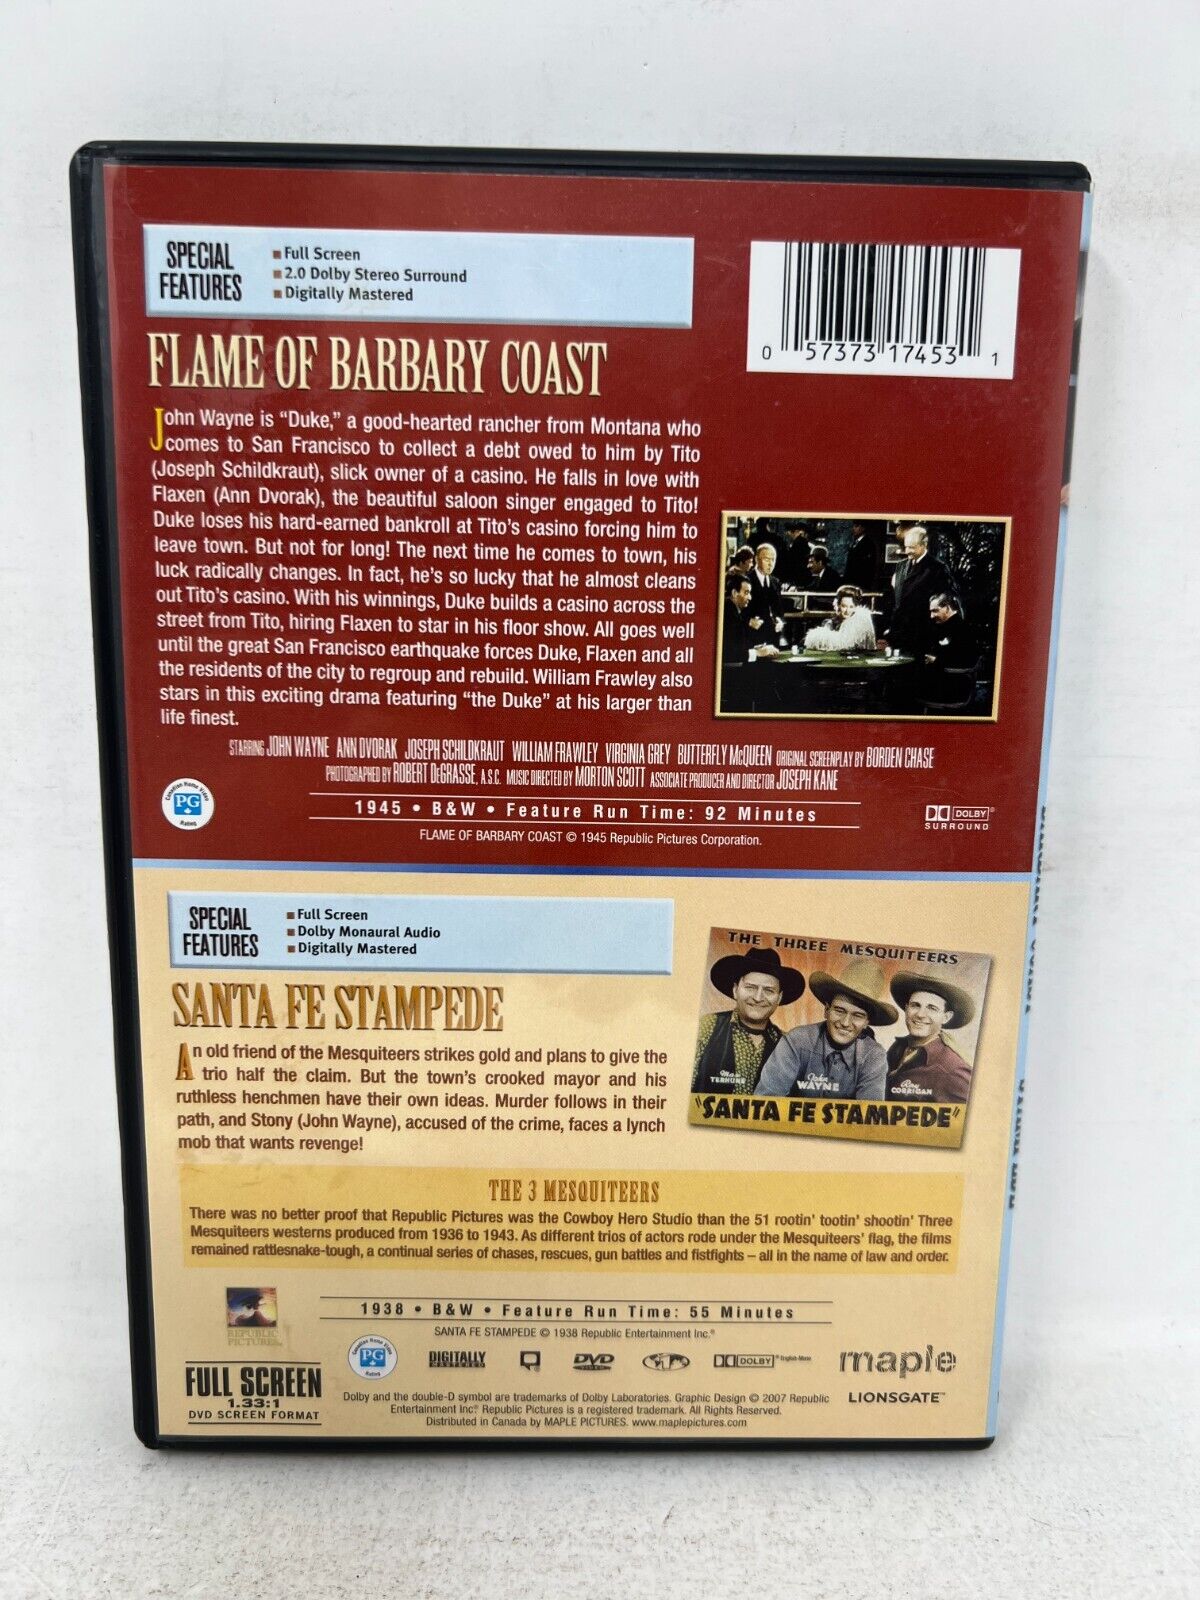 SPECIAL FEATURES
Full Screen
2.0 Dolby Stereo Surround
Digitally Mastered
0 57373 17453 1
FLAME OF BARBARY COAST
John Wayne is “Duke,” a good-hearted rancher from Montana who
comes to San Francisco to collect a debt owed to him by Tito
(Joseph Schildkraut), slick owner of a casino. He falls in love with
Flaxen (Ann Dvorak), the beautiful saloon singer engaged to Tito!
Duke loses his hard-earned bankroll at Tito’s casino forcing him to
leave town. But not for long! The next time he comes to town, his
luck radically changes. In fact, he’s so lucky that he almost cleans
out Tito’s casino. With his winnings, Duke builds a casino across the
street from Tito, hiring Flaxen to star in his floor show. All goes well
until the great San Francisco earthquake forces Duke, Flaxen and all
the residents of the city to regroup and rebuild. William Frawley also
stars in this exciting drama featuring “the Duke” at his larger than
life finest.
STARRING JOHN WAYNE ANN DVORAK JOSEPH SCHILDKRAUT WILLIAM FRAWLEY VIRGINIA GREY BUTTERFLY McQUEEN ORIGINAL SCREENPLAY BY BORDEN CHASE
PHOTOGRAPHED BY ROBERT DeGRASSE, A.S.C. MUSIC DIRECTED BY MORTON SCOTT ASSOCIATE PRODUCER AND DIRECTOR JOSEPH KANE
Canadian Home Video PG Rating
1945 • B&W • Feature Run Time: 92 Minutes
DOLBY SURROUND
FLAME OF BARBARY COAST © 1945 Republic Pictures Corporation.
SPECIAL FEATURES
Full Screen
Dolby Monaural Audio
Digitally Mastered
THE THREE MESQUITEERS
Max TERHUNE
John WAYNE
Ray CORRIGAN
"SANTA FE STAMPEDE"
SANTA FE STAMPEDE
An old friend of the Mesquiteers strikes gold and plans to give the
trio half the claim. But the town’s crooked mayor and his
ruthless henchmen have their own ideas. Murder follows in their
path, and Stony (John Wayne), accused of the crime, faces a lynch
mob that wants revenge!
THE 3 MESQUITEERS
There was no better proof that Republic Pictures was the Cowboy Hero Studio than the 51 rootin’ tootin’ shootin’ Three
Mesquiteers westerns produced from 1936 to 1943. As different trios of actors rode under the Mesquiteers’ flag, the films
remained rattlesnake-tough, a continual series of chases, rescues, gun battles and fistfights – all in the name of law and order.
REPUBLIC PICTURES
1938 • B&W • Feature Run Time: 55 Minutes
SANTA FE STAMPEDE © 1938 Republic Entertainment Inc.®
Canadian Home Video PG Rating
DIGITALLY MASTERED
DVD VIDEO
DOLBY English-Mono
maple
LIONSGATE™
FULL SCREEN
1.33:1
DVD SCREEN FORMAT
Dolby and the double-D symbol are trademarks of Dolby Laboratories. Graphic Design © 2007 Republic
Entertainment Inc.® Republic Pictures is a registered trademark. All Rights Reserved.
Distributed in Canada by MAPLE PICTURES. www.maplepictures.com